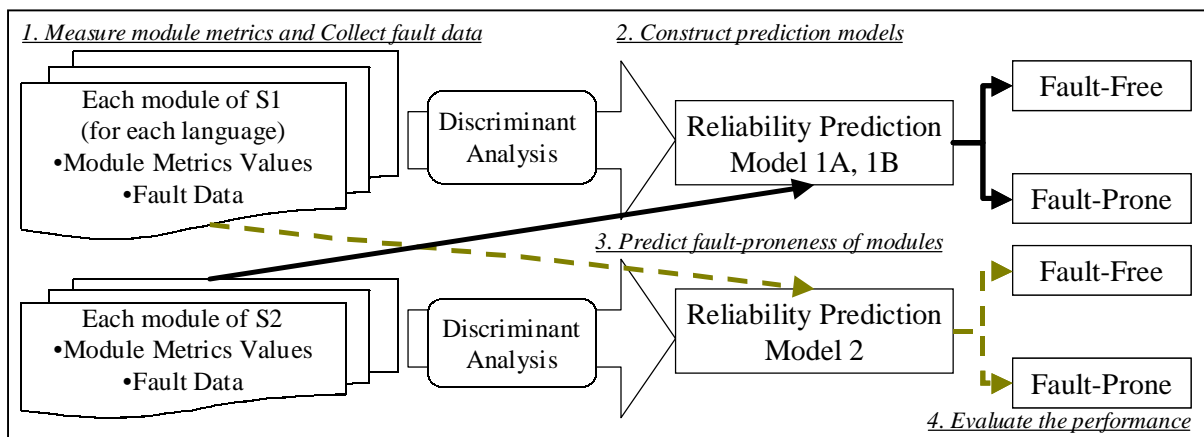 1. Measure module metrics and Collect fault data
2. Construct prediction models
Each module of S1
(for each language)
•Module Metrics Values
•Fault Data
Discriminant
Analysis
Reliability Prediction
Model 1A, 1B
Fault-Free
Fault-Prone
3. Predict fault-proneness of modules
Each module of S2
•Module Metrics Values
•Fault Data
Discriminant
Analysis
Reliability Prediction
Model 2
Fault-Free
Fault-Prone
4. Evaluate the performance